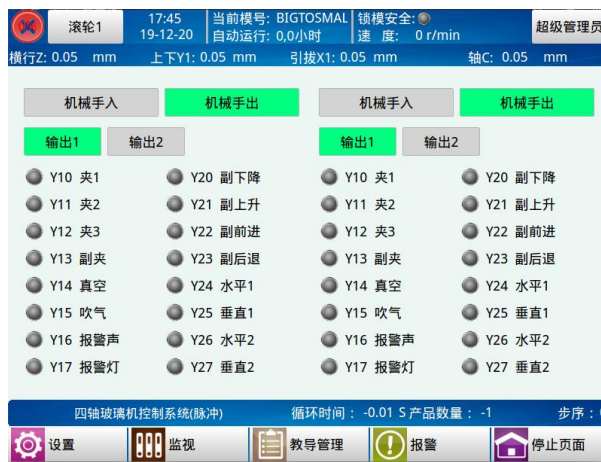 滚轮1
17:45
19-12-20
当前模号: BIGTOSMAL
自动运行: 0,0小时
锁模安全:
速 度: 0 r/min
超级管理员
横行Z: 0.05 mm 上下Y1: 0.05 mm 引拔X1: 0.05 mm 轴C: 0.05 mm
机械手入 机械手出 机械手入 机械手出
输出1 输出2 输出1 输出2
Y10 夹1 Y20 副下降 Y10 夹1 Y20 副下降
Y11 夹2 Y21 副上升 Y11 夹2 Y21 副上升
Y12 夹3 Y22 副前进 Y12 夹3 Y22 副前进
Y13 副夹 Y23 副后退 Y13 副夹 Y23 副后退
Y14 真空 Y24 水平1 Y14 真空 Y24 水平1
Y15 吹气 Y25 垂直1 Y15 吹气 Y25 垂直1
Y16 报警声 Y26 水平2 Y16 报警声 Y26 水平2
Y17 报警灯 Y27 垂直2 Y17 报警灯 Y27 垂直2
四轴玻璃机控制系统(脉冲) 循环时间： -0.01 S 产品数量： -1 步序：
设置 监视 教导管理 报警 停止页面